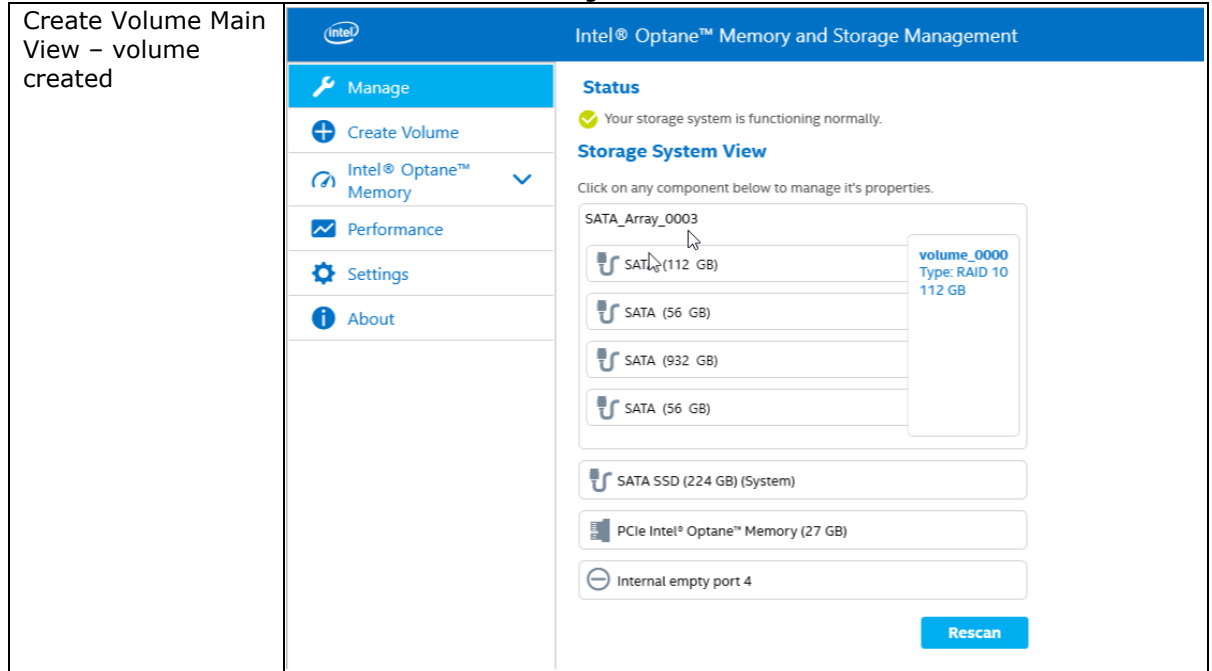 Create Volume Main
View – volume
created
intel
Intel® Optane™ Memory and Storage Management
Manage
Create Volume
Intel® Optane™
Memory
Performance
Settings
About
Status
Your storage system is functioning normally.
Storage System View
Click on any component below to manage it's properties.
SATA_Array_0003
SATA (112 GB)
SATA (56 GB)
SATA (932 GB)
SATA (56 GB)
volume_0000
Type: RAID 10
112 GB
SATA SSD (224 GB) (System)
PCIe Intel® Optane™ Memory (27 GB)
Internal empty port 4
Rescan